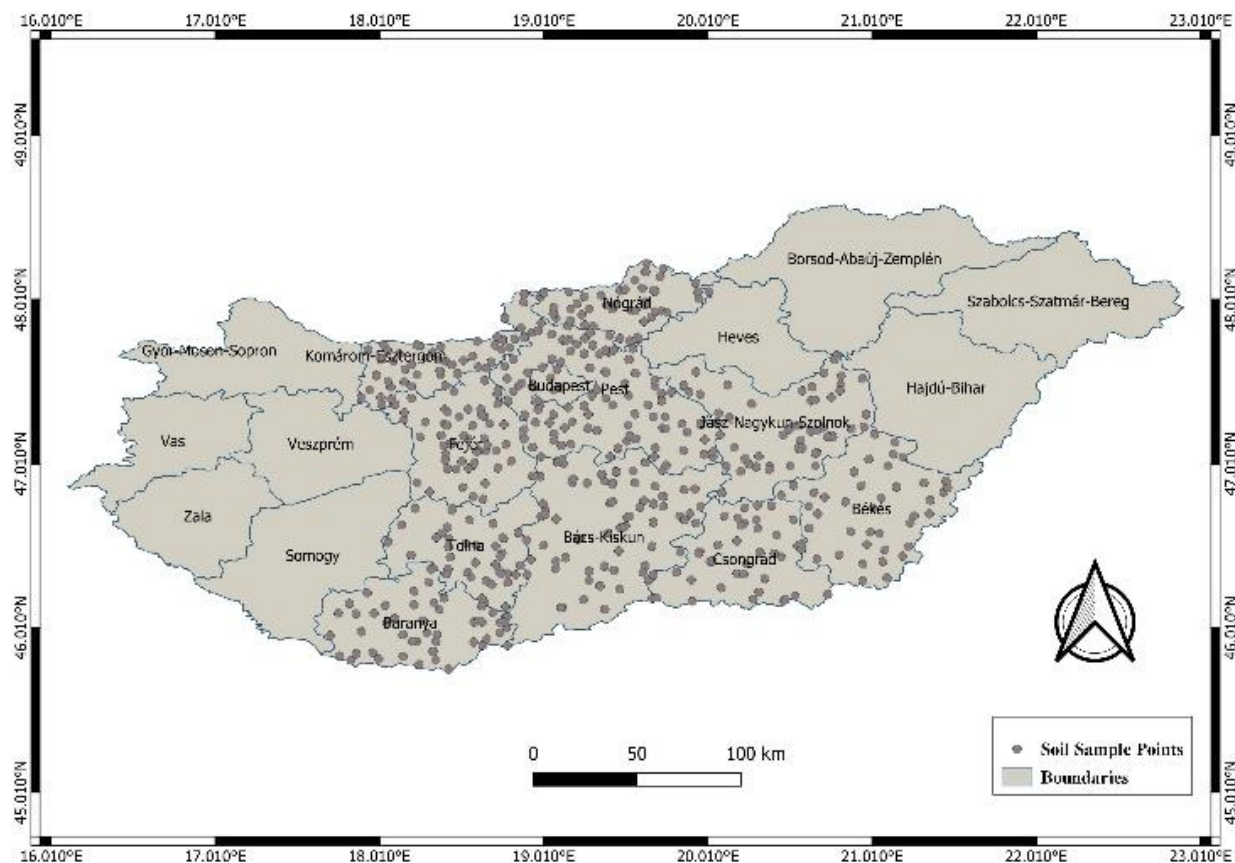 16.010°E 17.010°E 18.010°E 19.010°E 20.010°E 21.010°E 22.010°E 23.010°E
49.010°N 49.010°N
48.010°N 48.010°N
47.010°N 47.010°N
46.010°N 46.010°N
45.010°N 45.010°N
Borsod-Abaúj-Zemplén
Szabolcs-Szatmár-Bereg
Nógrád
Heves
Győr-Moson-Sopron
Komárom-Esztergom
Hajdú-Bihar
Budapest
Pest
Jász-Nagykun-Szolnok
Vas
Veszprém
Fejér
Zala
Békés
Somogy
Tolna
Bács-Kiskun
Csongrád
Baranya
0 50 100 km
Soil Sample Points
Boundaries
16.010°E 17.010°E 18.010°E 19.010°E 20.010°E 21.010°E 22.010°E 23.010°E